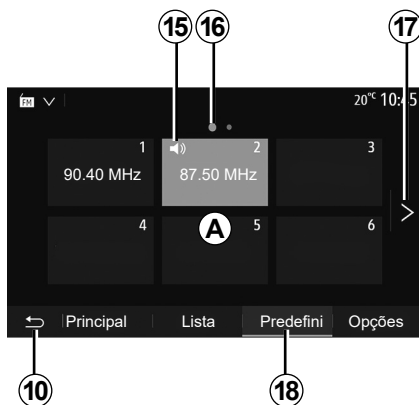 15 16 17
FM 20°C 10:45
1 2 3
90.40 MHz 87.50 MHz
A
4 5 6
Principal Lista Predefini Opções
10 18